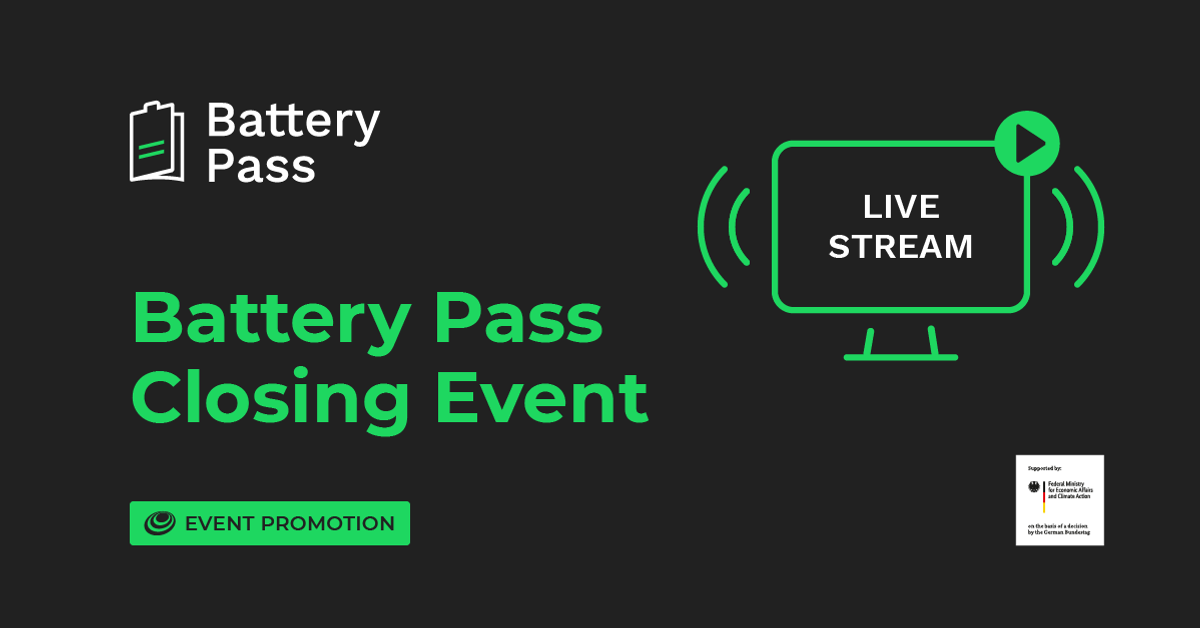 Battery
Pass
LIVE
STREAM
Battery Pass
Closing Event
EVENT PROMOTION
Supported by:
Federal Ministry
for Economic Affairs
and Climate Action
on the basis of a decision
by the German Bundestag